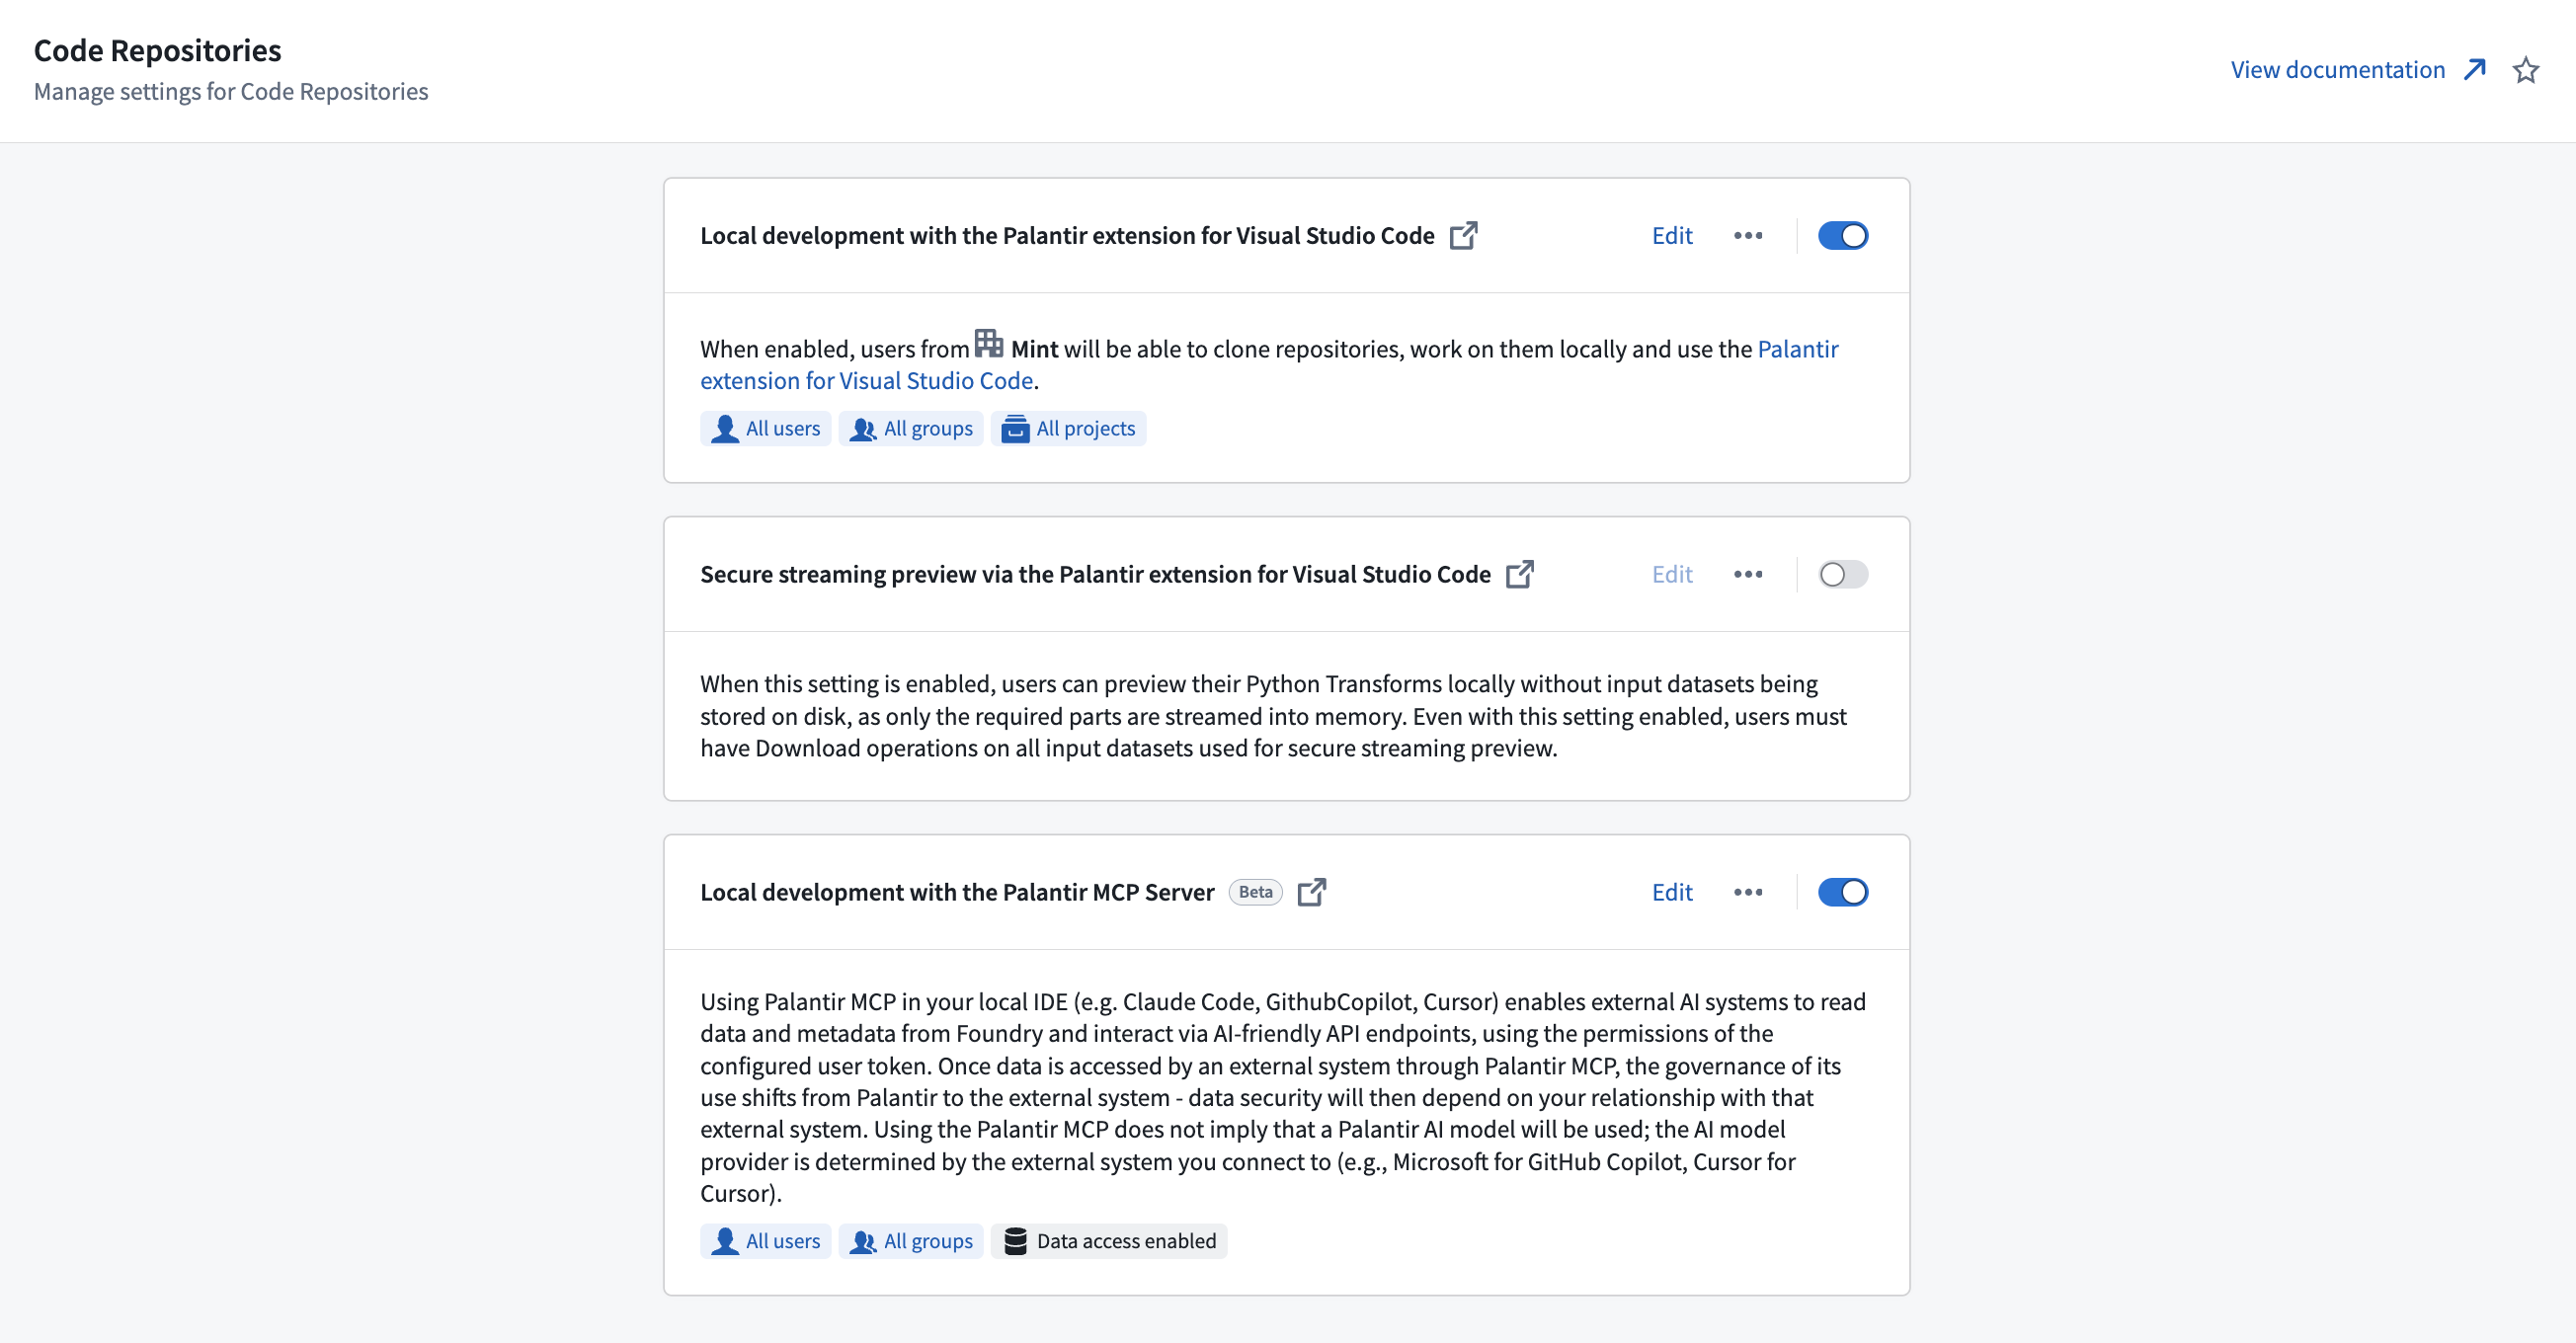 Code Repositories
Manage settings for Code Repositories
View documentation
Local development with the Palantir extension for Visual Studio Code
Edit
When enabled, users from Mint will be able to clone repositories, work on them locally and use the Palantir
extension for Visual Studio Code.
All users All groups All projects
Secure streaming preview via the Palantir extension for Visual Studio Code
Edit
When this setting is enabled, users can preview their Python Transforms locally without input datasets being
stored on disk, as only the required parts are streamed into memory. Even with this setting enabled, users must
have Download operations on all input datasets used for secure streaming preview.
Local development with the Palantir MCP Server Beta
Edit
Using Palantir MCP in your local IDE (e.g. Claude Code, GithubCopilot, Cursor) enables external AI systems to read
data and metadata from Foundry and interact via AI-friendly API endpoints, using the permissions of the
configured user token. Once data is accessed by an external system through Palantir MCP, the governance of its
use shifts from Palantir to the external system - data security will then depend on your relationship with that
external system. Using the Palantir MCP does not imply that a Palantir AI model will be used; the AI model
provider is determined by the external system you connect to (e.g., Microsoft for GitHub Copilot, Cursor for
Cursor).
All users All groups Data access enabled